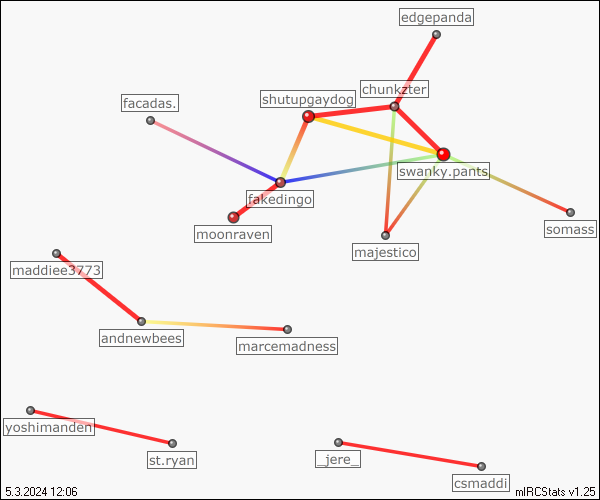 edgepanda
chunkzter
shutupgaydog
facadas.
swanky.pants
fakedingo
somass
moonraven
majestico
maddiee3773
andnewbees
marcemadness
yoshimanden
st.ryan
_jere_
csmaddi
5.3.2024 12:06
mIRCStats v1.25